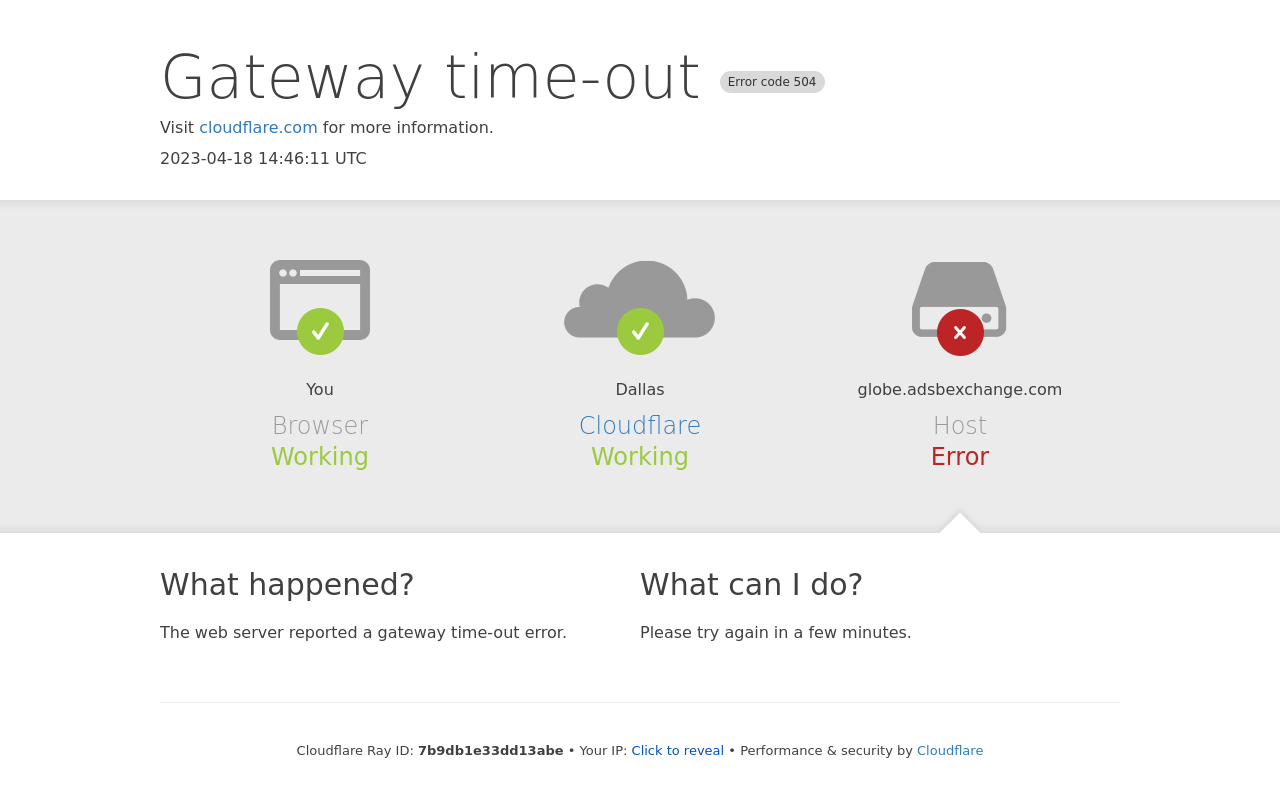 Gateway time-out Error code 504
Visit cloudflare.com for more information.
2023-04-18 14:46:11 UTC
You
Browser
Working
Dallas
Cloudflare
Working
globe.adsbexchange.com
Host
Error
What happened?
The web server reported a gateway time-out error.
What can I do?
Please try again in a few minutes.
Cloudflare Ray ID: 7b9db1e33dd13abe • Your IP: Click to reveal • Performance & security by Cloudflare